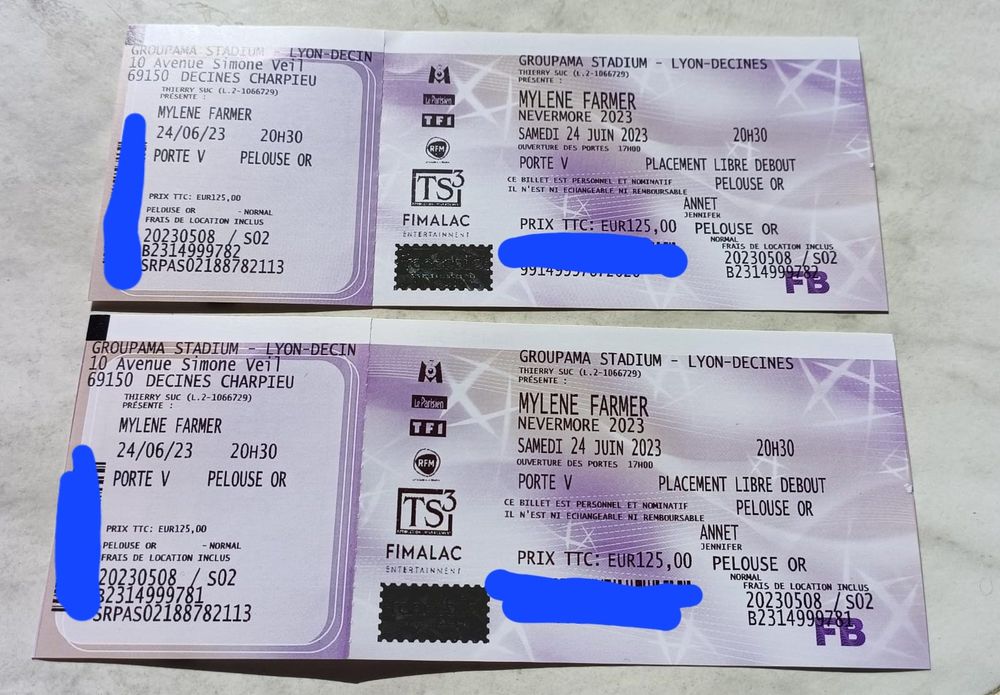 GROUPAMA STADIUM - LYON-DECIN
10 Avenue Simone Veil
69150 DECINES CHARPIEU
THIERRY SUC (L.2-1066729)
PRÉSENTE :
MYLENE FARMER
24/06/23 20H30
PORTE V PELOUSE OR
PRIX TTC: EUR125,00
PELOUSE OR - NORMAL
FRAIS DE LOCATION INCLUS
20230508 / S02
B2314999782
SRPAS02188782113
M
Le Parisien
TF1
RFM
TS3
FIMALAC
ENTERTAINMENT
GROUPAMA STADIUM - LYON-DECINES
THIERRY SUC (L.2-1066729)
PRÉSENTE :
MYLENE FARMER
NEVERMORE 2023
SAMEDI 24 JUIN 2023 20H30
OUVERTURE DES PORTES 17H00
PORTE V PLACEMENT LIBRE DEBOUT
CE BILLET EST PERSONNEL ET NOMINATIF PELOUSE OR
IL N'EST NI ECHANGEABLE NI REMBOURSABLE
ANNET
JENNIFER
PRIX TTC: EUR125,00 PELOUSE OR
NORMAL
FRAIS DE LOCATION INCLUS
20230508 / S02
B2314999782
FB
GROUPAMA STADIUM - LYON-DECIN
10 Avenue Simone Veil
69150 DECINES CHARPIEU
THIERRY SUC (L.2-1066729)
PRÉSENTE :
MYLENE FARMER
24/06/23 20H30
PORTE V PELOUSE OR
PRIX TTC: EUR125,00
PELOUSE OR - NORMAL
FRAIS DE LOCATION INCLUS
20230508 / S02
B2314999781
SRPAS02188782113
M
Le Parisien
TF1
RFM
TS3
FIMALAC
ENTERTAINMENT
GROUPAMA STADIUM - LYON-DECINES
THIERRY SUC (L.2-1066729)
PRÉSENTE :
MYLENE FARMER
NEVERMORE 2023
SAMEDI 24 JUIN 2023 20H30
OUVERTURE DES PORTES 17H00
PORTE V PLACEMENT LIBRE DEBOUT
CE BILLET EST PERSONNEL ET NOMINATIF PELOUSE OR
IL N'EST NI ECHANGEABLE NI REMBOURSABLE
ANNET
JENNIFER
PRIX TTC: EUR125,00 PELOUSE OR
NORMAL
FRAIS DE LOCATION INCLUS
20230508 / S02
B2314999781
FB